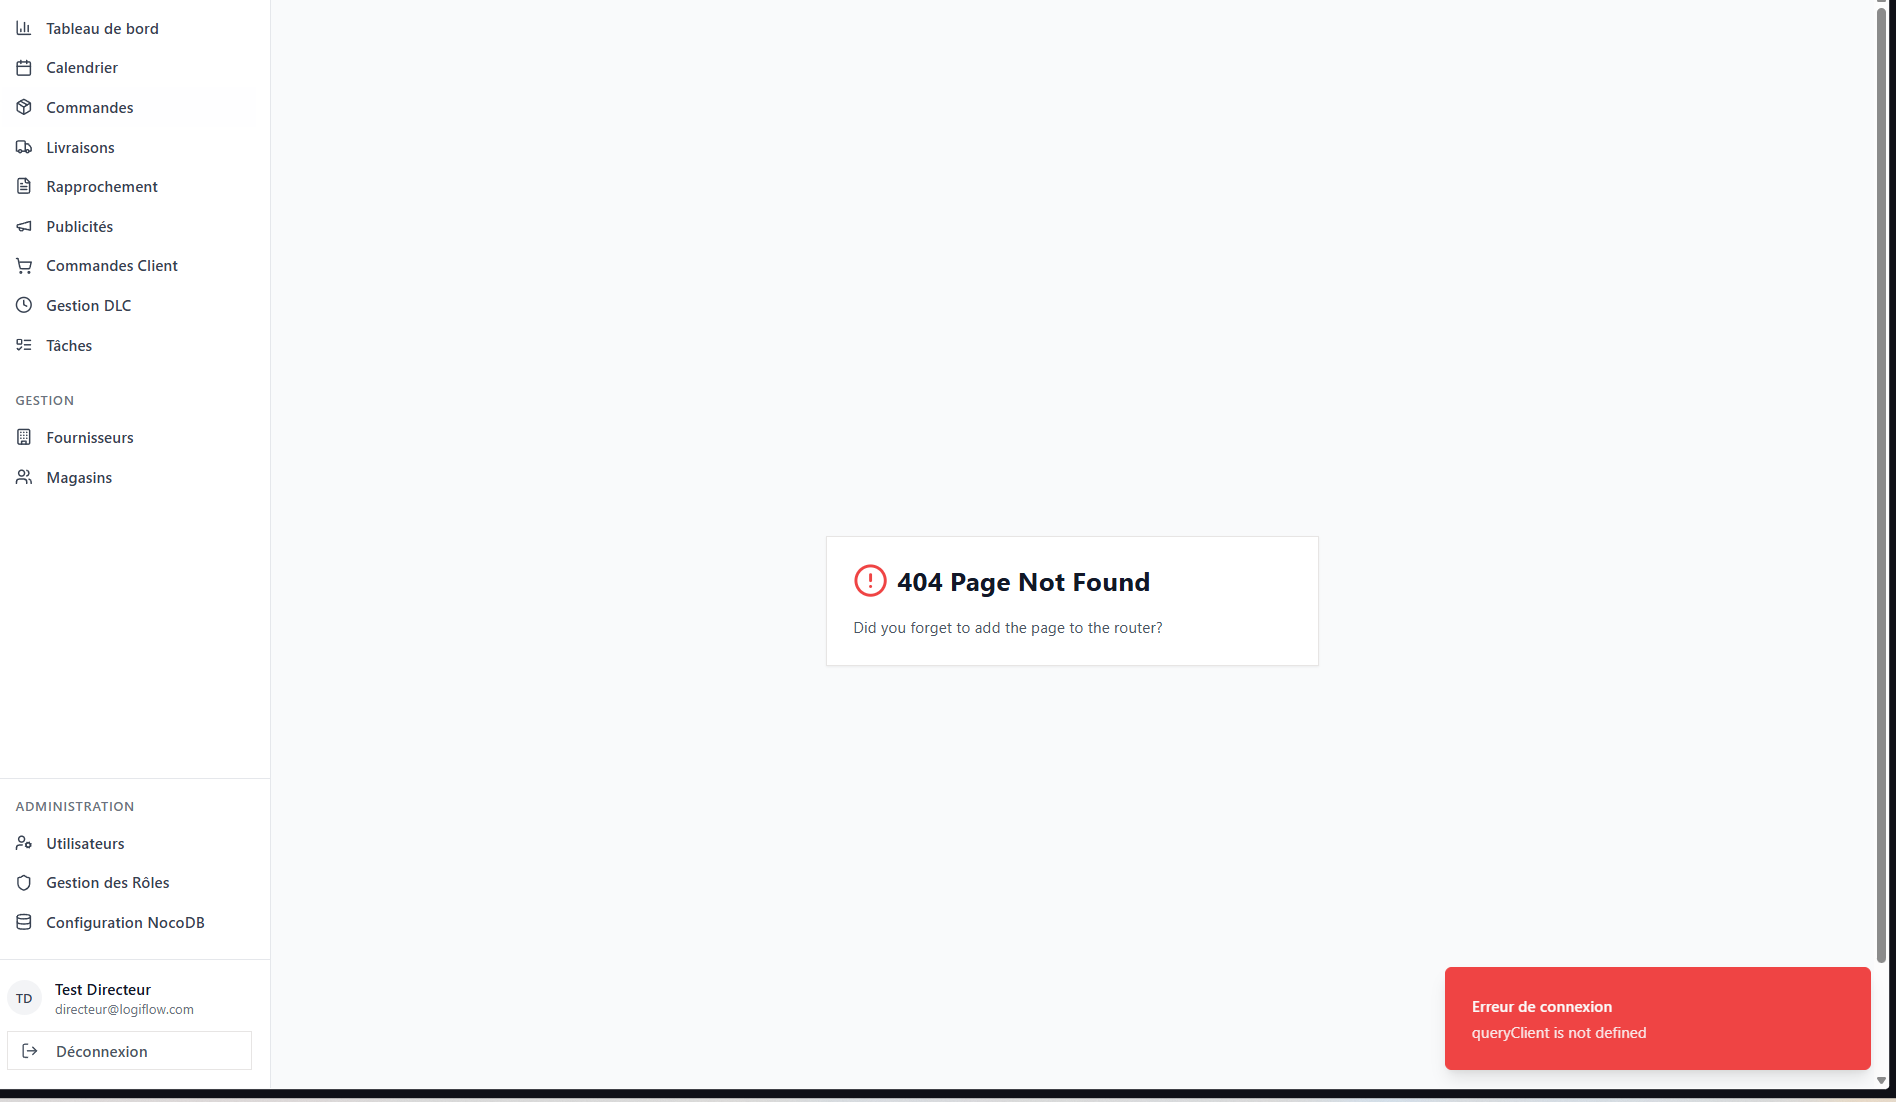 Tableau de bord
Calendrier
Commandes
Livraisons
Rapprochement
Publicités
Commandes Client
Gestion DLC
Tâches
GESTION
Fournisseurs
Magasins
404 Page Not Found
Did you forget to add the page to the router?
ADMINISTRATION
Utilisateurs
Gestion des Rôles
Configuration NocoDB
TD
Test Directeur
directeur@logiflow.com
Déconnexion
Erreur de connexion
queryClient is not defined